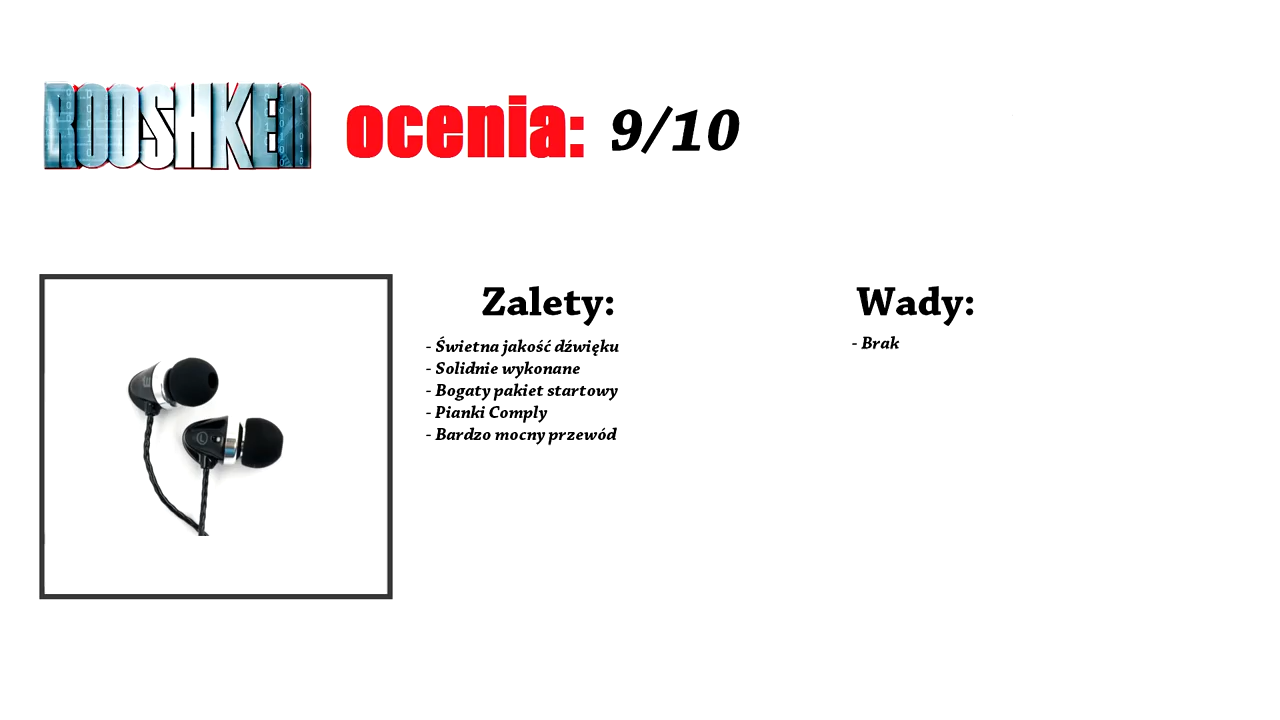 ROOSHKEN ocenia: 9/10
Zalety:
- Świetna jakość dźwięku
- Solidnie wykonane
- Bogaty pakiet startowy
- Pianki Comply
- Bardzo mocny przewód
Wady:
- Brak